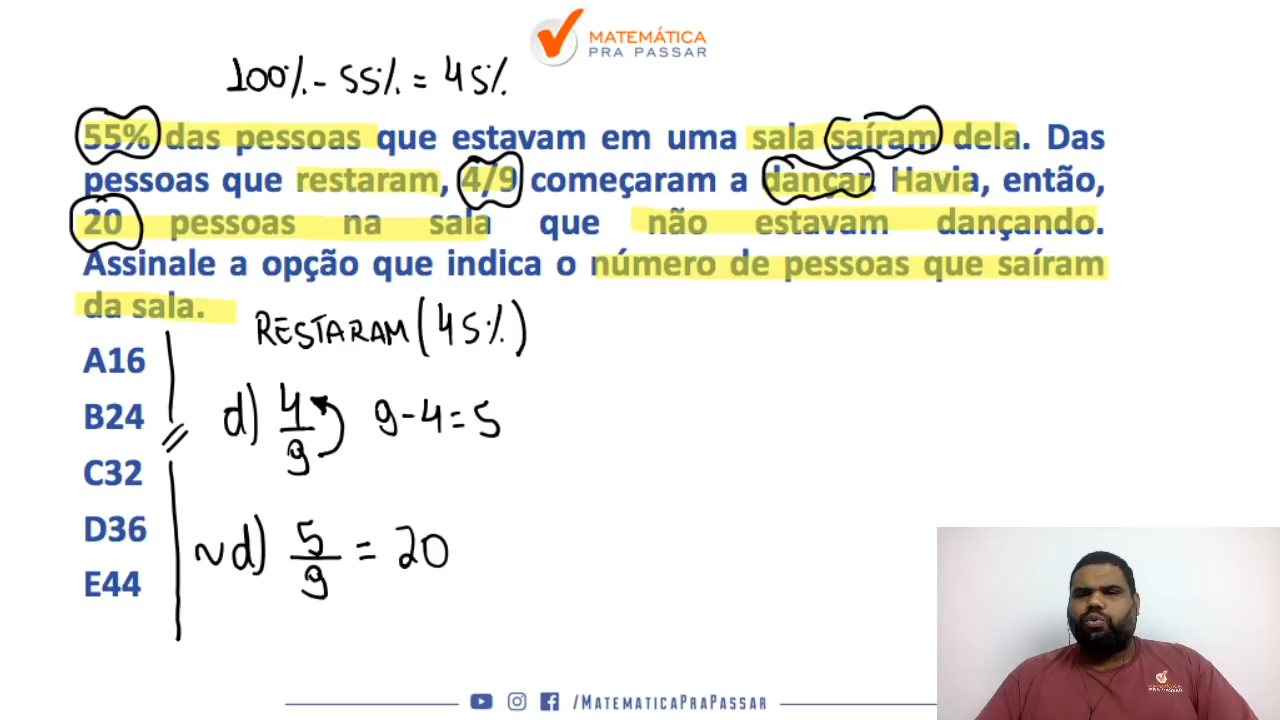 MATEMÁTICA
PRA PASSAR
100% - 55% = 45%
55% das pessoas que estavam em uma sala saíram dela. Das
pessoas que restaram, 4/9 começaram a dançar. Havia, então,
20 pessoas na sala que não estavam dançando.
Assinale a opção que indica o número de pessoas que saíram
da sala.
RESTARAM (45%)
A16
B24
d) 4/9 9-4=5
C32
D36
~d) 5/9 = 20
E44
MATEMÁTICA
PRA PASSAR
/MATEMATICAPRAPASSAR